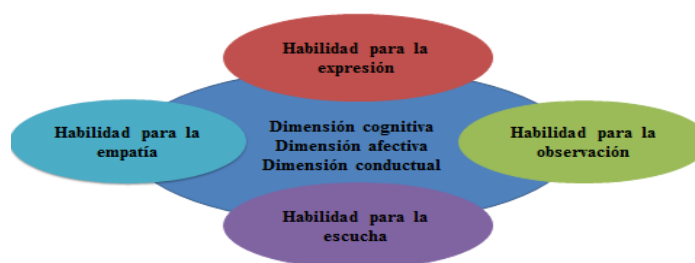 Habilidad para la
expresión
Habilidad para la
empatía
Dimensión cognitiva
Dimensión afectiva
Dimensión conductual
Habilidad para la
observación
Habilidad para la
escucha